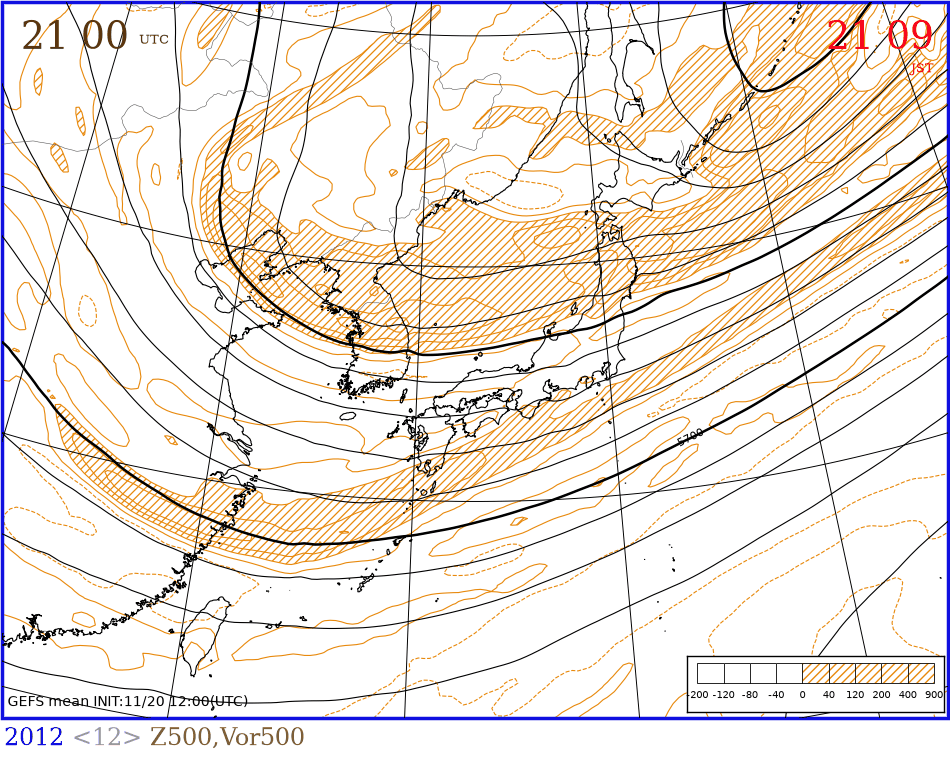 21 00 UTC
21 09
JST
5700
-200 -120 -80 -40 0 40 120 200 400 900
GEFS mean INIT:11/20 12:00(UTC)
2012 <12> Z500,Vor500